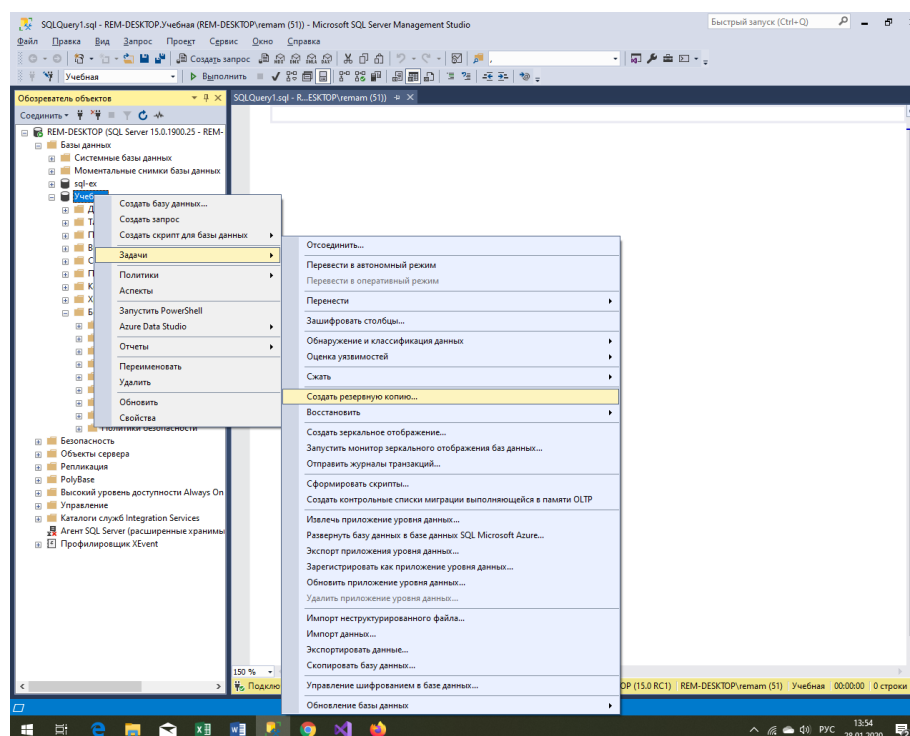 SQLQuery1.sql - REM-DESKTOP.Учебная (REM-DESKTOP\remam (51)) - Microsoft SQL Server Management Studio
Быстрый запуск (Ctrl+Q)
Файл Правка Вид Запрос Проект Сервис Окно Справка
Создать запрос
Учебная
Выполнить
Обозреватель объектов
SQLQuery1.sql - R...ESKTOP\remam (51))
Соединить
REM-DESKTOP (SQL Server 15.0.1900.25 - REM-
Базы данных
Системные базы данных
Моментальные снимки базы данных
sql-ex
Политики безопасности
Безопасность
Объекты сервера
Репликация
PolyBase
Высокий уровень доступности Always On
Управление
Каталоги служб Integration Services
Агент SQL Server (расширенные хранимы
Профилировщик XEvent
Создать базу данных...
Создать запрос
Создать скрипт для базы данных
Задачи
Политики
Аспекты
Запустить PowerShell
Azure Data Studio
Отчеты
Переименовать
Удалить
Обновить
Свойства
Отсоединить...
Перевести в автономный режим
Перевести в оперативный режим
Перенести
Зашифровать столбцы...
Обнаружение и классификация данных
Оценка уязвимостей
Сжать
Создать резервную копию...
Восстановить
Создать зеркальное отображение...
Запустить монитор зеркального отображения баз данных...
Отправить журналы транзакций...
Сформировать скрипты...
Создать контрольные списки миграции выполняющейся в памяти OLTP
Извлечь приложение уровня данных...
Развернуть базу данных в базе данных SQL Microsoft Azure...
Экспорт приложения уровня данных...
Зарегистрировать как приложение уровня данных...
Обновить приложение уровня данных...
Удалить приложение уровня данных...
Импорт неструктурированного файла...
Импорт данных...
Экспортировать данные...
Скопировать базу данных...
Управление шифрованием в базе данных...
Обновление базы данных
150 %
Подклю
OP (15.0 RC1) REM-DESKTOP\remam (51) Учебная 00:00:00 0 строки
РУС
13:54
28.01.2020